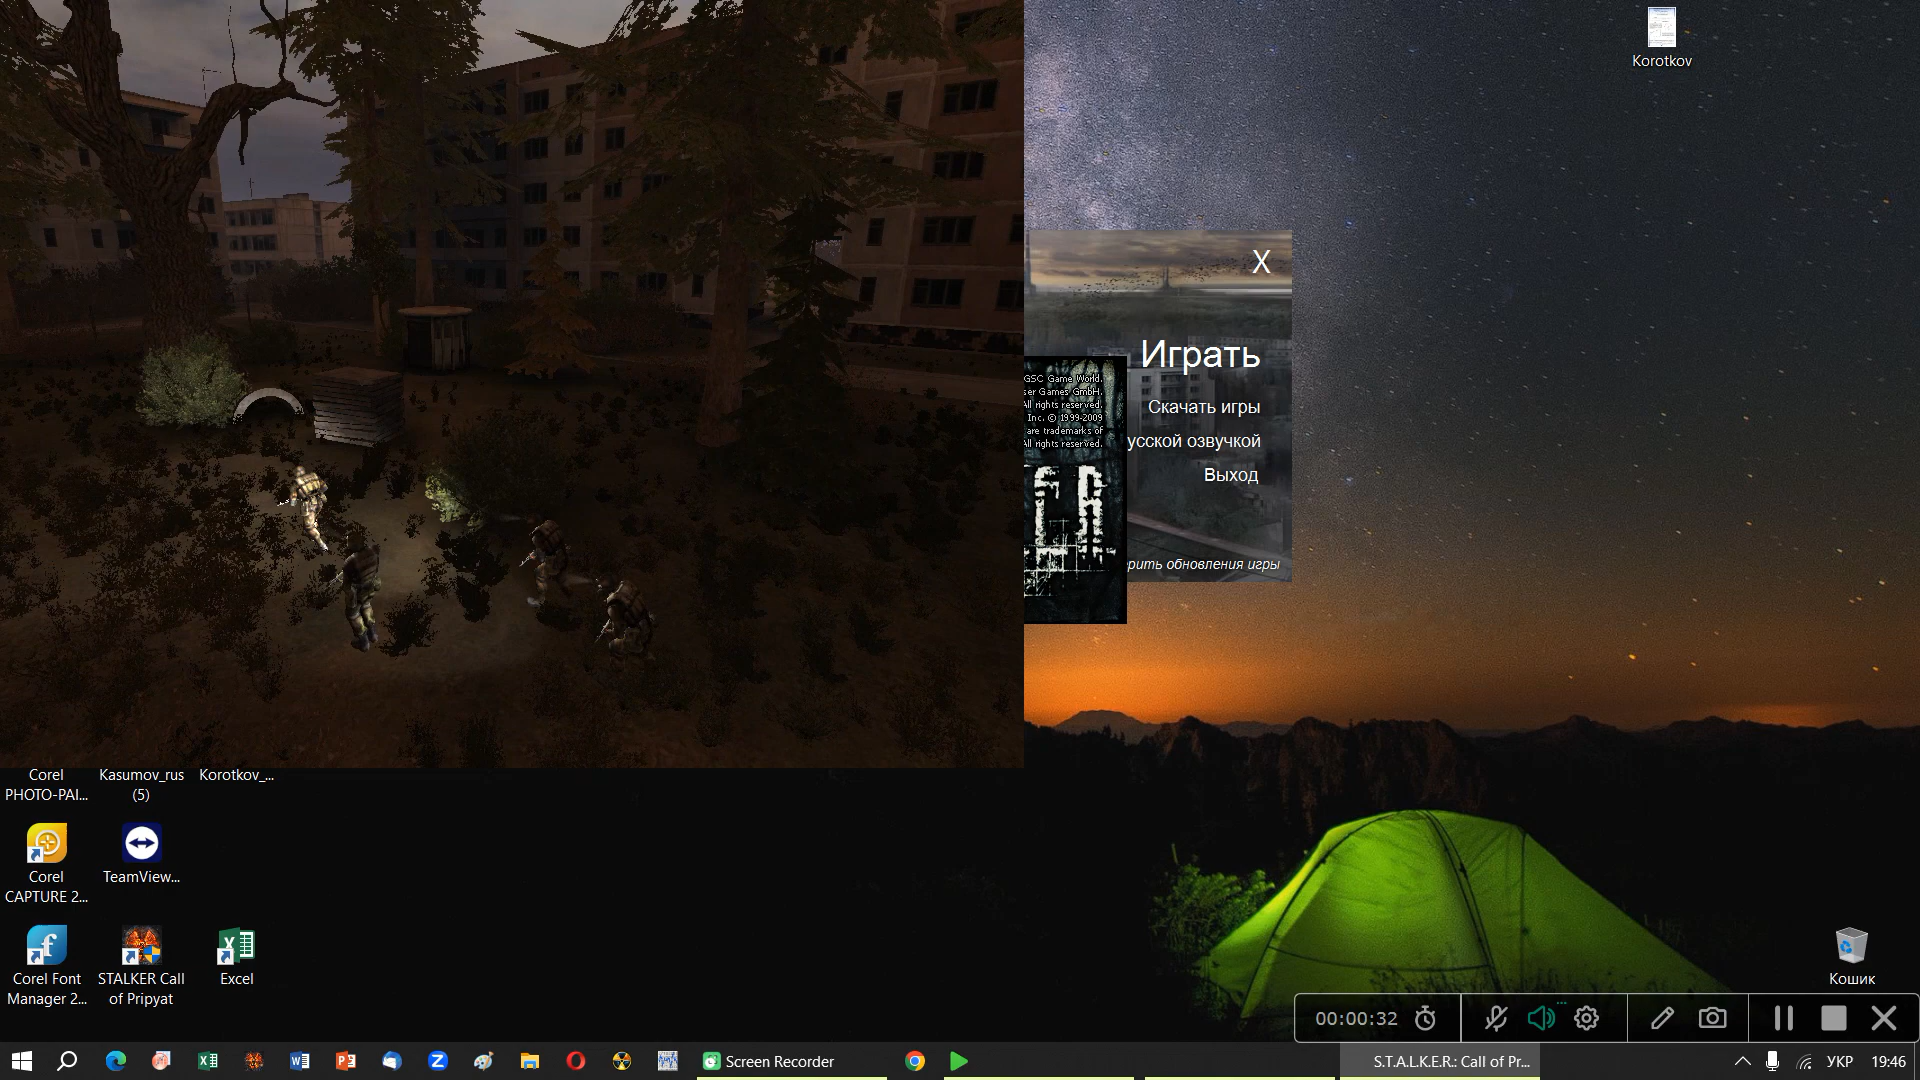 Korotkov
X
Играть
Скачать игры
усской озвучкой
Выход
рить обновления игры
GSC Game World.
ser Games GmbH.
All rights reserved.
Inc. © 1999-2009
are trademarks of
All rights reserved.
Corel
PHOTO-PAI...
Kasumov_rus
(5)
Korotkov_...
Corel
CAPTURE 2...
TeamView...
Corel Font
Manager 2...
STALKER Call
of Pripyat
Excel
Кошик
00:00:32
Screen Recorder
S.T.A.L.K.E.R.: Call of Pr...
УКР
19:46